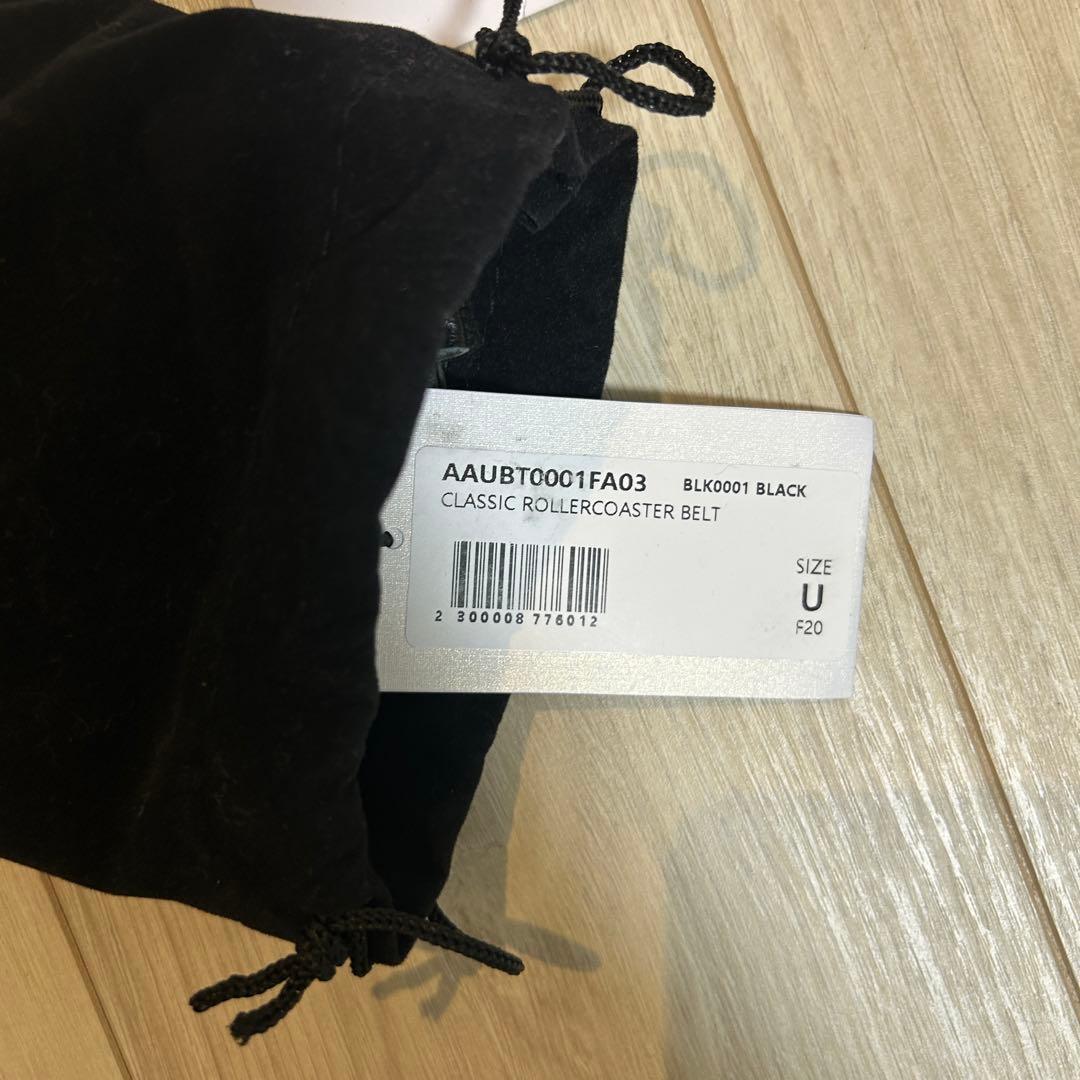 AAUBT0001FA03 BLK0001 BLACK
CLASSIC ROLLERCOASTER BELT
2 300008 776012
SIZE
U
F20